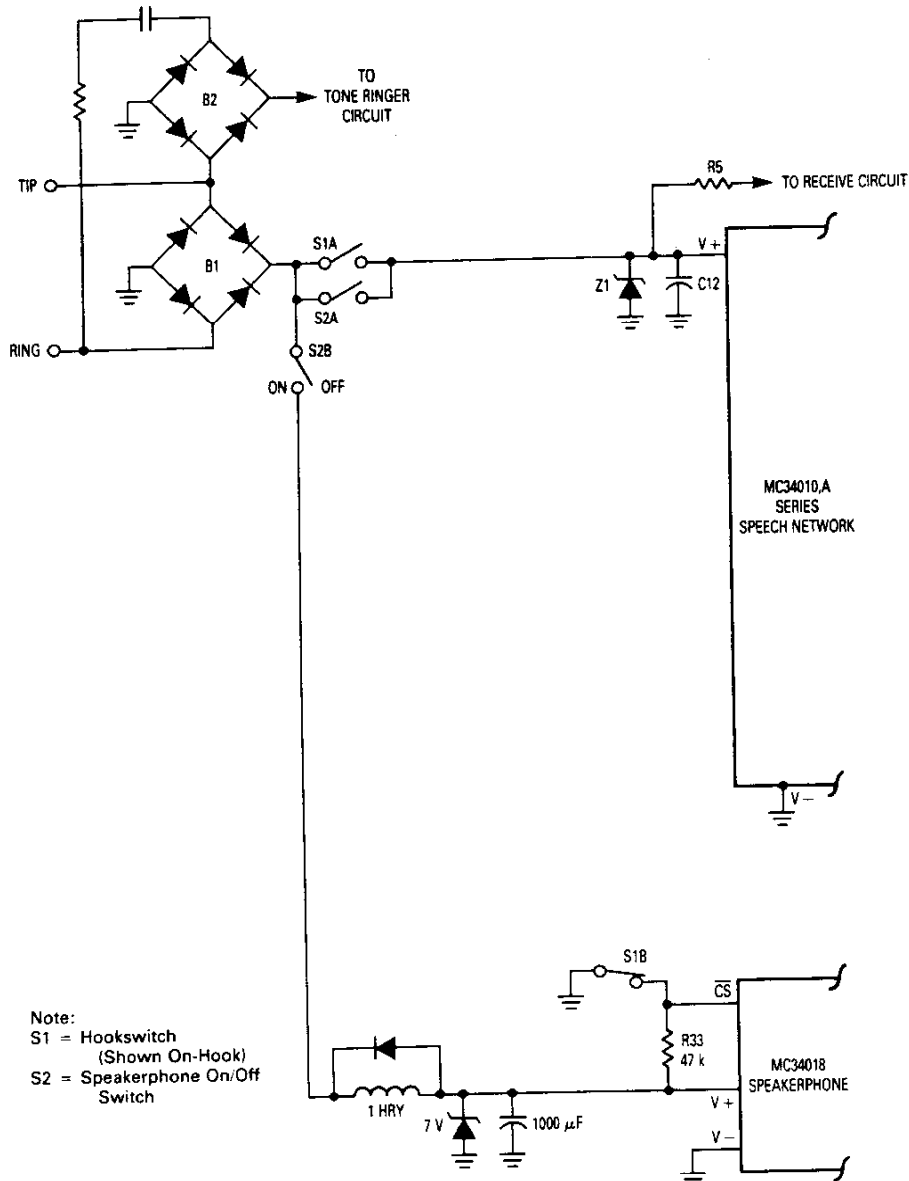 B2
TO
TONE RINGER
CIRCUIT
TIP
R5
TO RECEIVE CIRCUIT
S1A
V+
B1
Z1
C12
S2A
RING
S2B
ON
OFF
MC34010,A
SERIES
SPEECH NETWORK
V-
S1B
CS
Note:
S1 = Hookswitch
(Shown On-Hook)
S2 = Speakerphone On/Off
Switch
R33
47 k
MC34018
SPEAKERPHONE
1 HRY
7 V
1000 μF
V+
V-